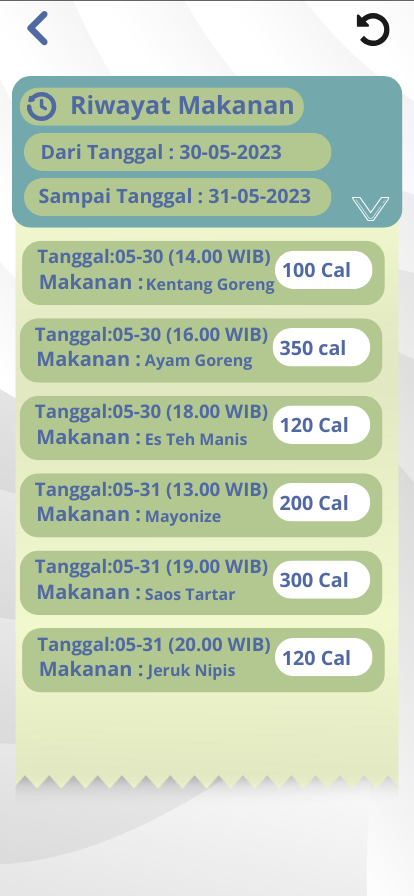 Riwayat Makanan
Dari Tanggal : 30-05-2023
Sampai Tanggal : 31-05-2023
Tanggal:05-30 (14.00 WIB)
Makanan : Kentang Goreng
100 Cal
Tanggal:05-30 (16.00 WIB)
Makanan : Ayam Goreng
350 cal
Tanggal:05-30 (18.00 WIB)
Makanan : Es Teh Manis
120 Cal
Tanggal:05-31 (13.00 WIB)
Makanan : Mayonize
200 Cal
Tanggal:05-31 (19.00 WIB)
Makanan : Saos Tartar
300 Cal
Tanggal:05-31 (20.00 WIB)
Makanan : Jeruk Nipis
120 Cal